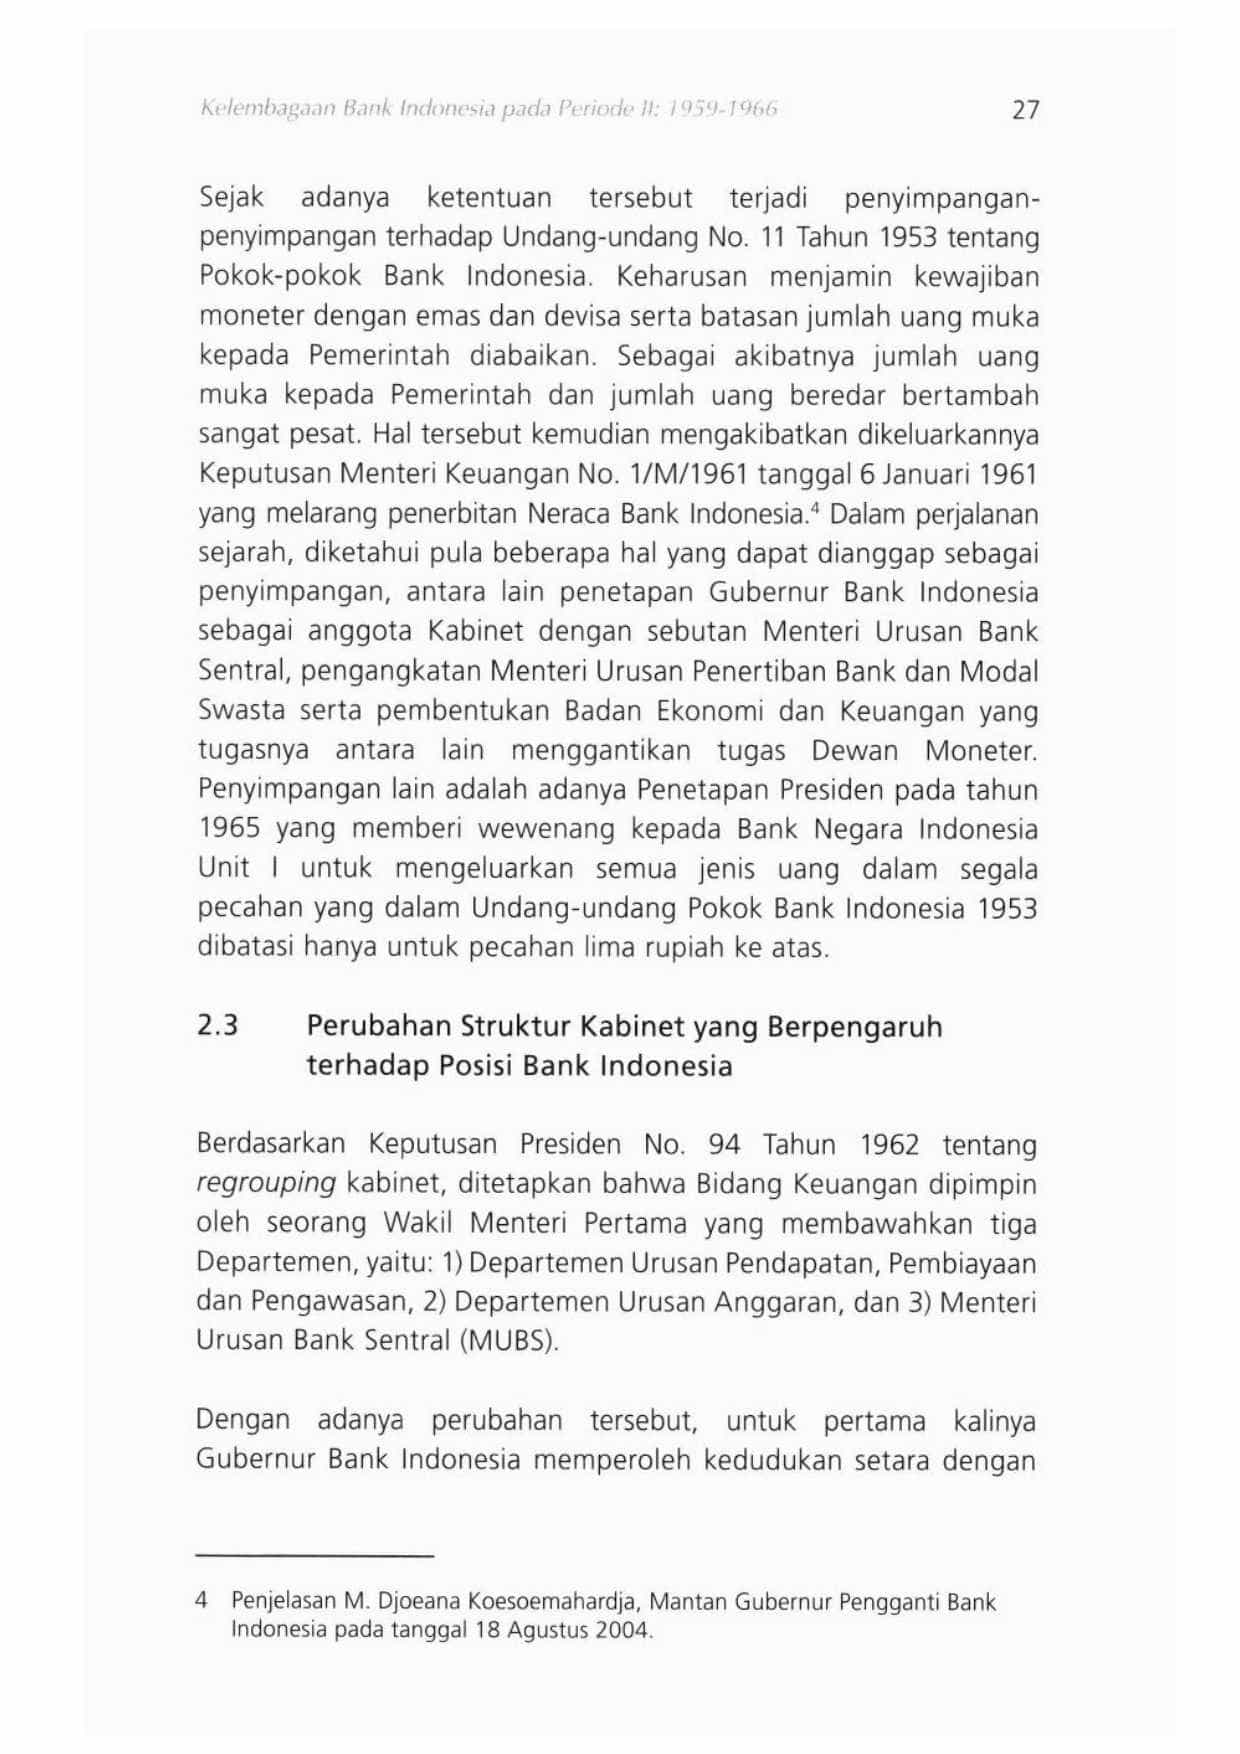 Kelembagaan Bank Indonesia pada Periode II: 1959-1966 27
Sejak adanya ketentuan tersebut terjadi penyimpangan-
penyimpangan terhadap Undang-undang No. 11 Tahun 1953 tentang
Pokok-pokok Bank Indonesia. Keharusan menjamin kewajiban
moneter dengan emas dan devisa serta batasan jumlah uang muka
kepada Pemerintah diabaikan. Sebagai akibatnya jumlah uang
muka kepada Pemerintah dan jumlah uang beredar bertambah
sangat pesat. Hal tersebut kemudian mengakibatkan dikeluarkannya
Keputusan Menteri Keuangan No. 1/M/1961 tanggal 6 Januari 1961
yang melarang penerbitan Neraca Bank Indonesia.⁴ Dalam perjalanan
sejarah, diketahui pula beberapa hal yang dapat dianggap sebagai
penyimpangan, antara lain penetapan Gubernur Bank Indonesia
sebagai anggota Kabinet dengan sebutan Menteri Urusan Bank
Sentral, pengangkatan Menteri Urusan Penertiban Bank dan Modal
Swasta serta pembentukan Badan Ekonomi dan Keuangan yang
tugasnya antara lain menggantikan tugas Dewan Moneter.
Penyimpangan lain adalah adanya Penetapan Presiden pada tahun
1965 yang memberi wewenang kepada Bank Negara Indonesia
Unit I untuk mengeluarkan semua jenis uang dalam segala
pecahan yang dalam Undang-undang Pokok Bank Indonesia 1953
dibatasi hanya untuk pecahan lima rupiah ke atas.
2.3 Perubahan Struktur Kabinet yang Berpengaruh
terhadap Posisi Bank Indonesia
Berdasarkan Keputusan Presiden No. 94 Tahun 1962 tentang
regrouping kabinet, ditetapkan bahwa Bidang Keuangan dipimpin
oleh seorang Wakil Menteri Pertama yang membawahkan tiga
Departemen, yaitu: 1) Departemen Urusan Pendapatan, Pembiayaan
dan Pengawasan, 2) Departemen Urusan Anggaran, dan 3) Menteri
Urusan Bank Sentral (MUBS).
Dengan adanya perubahan tersebut, untuk pertama kalinya
Gubernur Bank Indonesia memperoleh kedudukan setara dengan
4 Penjelasan M. Djoeana Koesoemahardja, Mantan Gubernur Pengganti Bank
Indonesia pada tanggal 18 Agustus 2004.